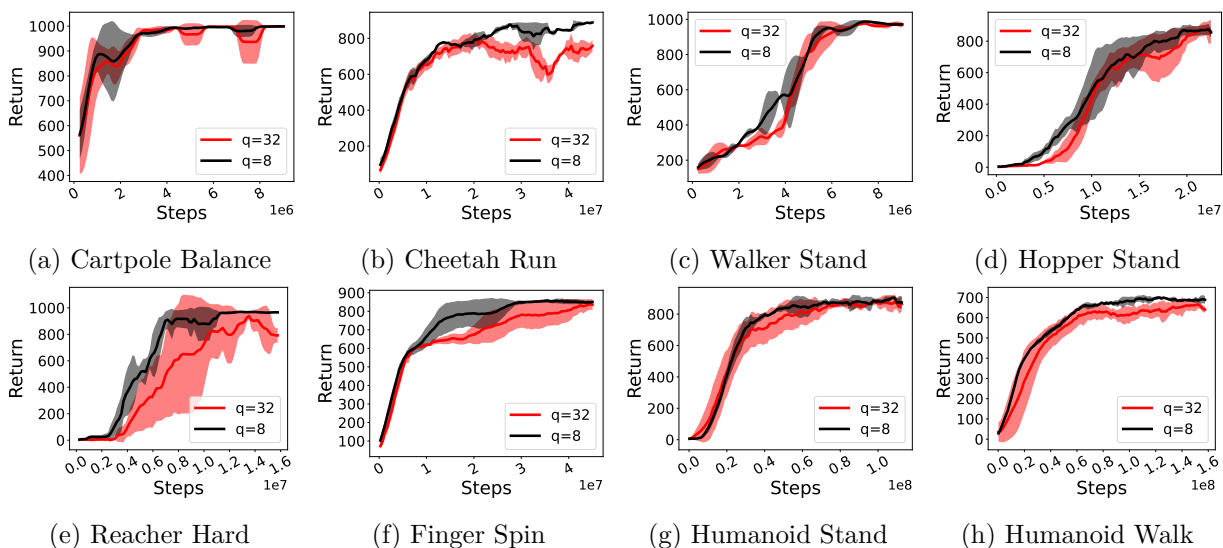 1000
900
800
700
600
500
400
Return
0
2
4
6
8
1e6
Steps
q=32
q=8
(a) Cartpole Balance
800
600
400
200
Return
0
1
2
3
4
1e7
Steps
q=32
q=8
(b) Cheetah Run
1000
800
600
400
200
Return
0
2
4
6
8
1e6
Steps
q=32
q=8
(c) Walker Stand
800
600
400
200
0
Return
0.0
0.5
1.0
1.5
2.0
1e7
Steps
q=32
q=8
(d) Hopper Stand
1000
800
600
400
200
0
Return
0.0
0.2
0.4
0.6
0.8
1.0
1.2
1.4
1.6
1e7
Steps
q=32
q=8
(e) Reacher Hard
900
800
700
600
500
400
300
200
100
Return
0
1
2
3
4
1e7
Steps
q=32
q=8
(f) Finger Spin
800
600
400
200
0
Return
0.0
0.2
0.4
0.6
0.8
1.0
1e8
Steps
q=32
q=8
(g) Humanoid Stand
700
600
500
400
300
200
100
0
Return
0.0
0.2
0.4
0.6
0.8
1.0
1.2
1.4
1.6
1e8
Steps
q=32
q=8
(h) Humanoid Walk